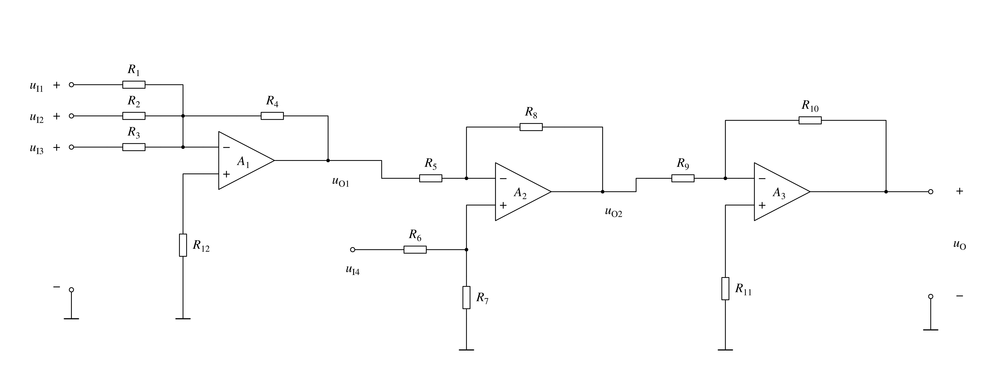 R1
uI1 +
R2
uI2 +
R3
uI3 +
R4
−
A1
+
uO1
R12
−
R5
R8
−
A2
+
uO2
R6
uI4
R7
R9
R10
−
A3
+
R11
+
uO
−